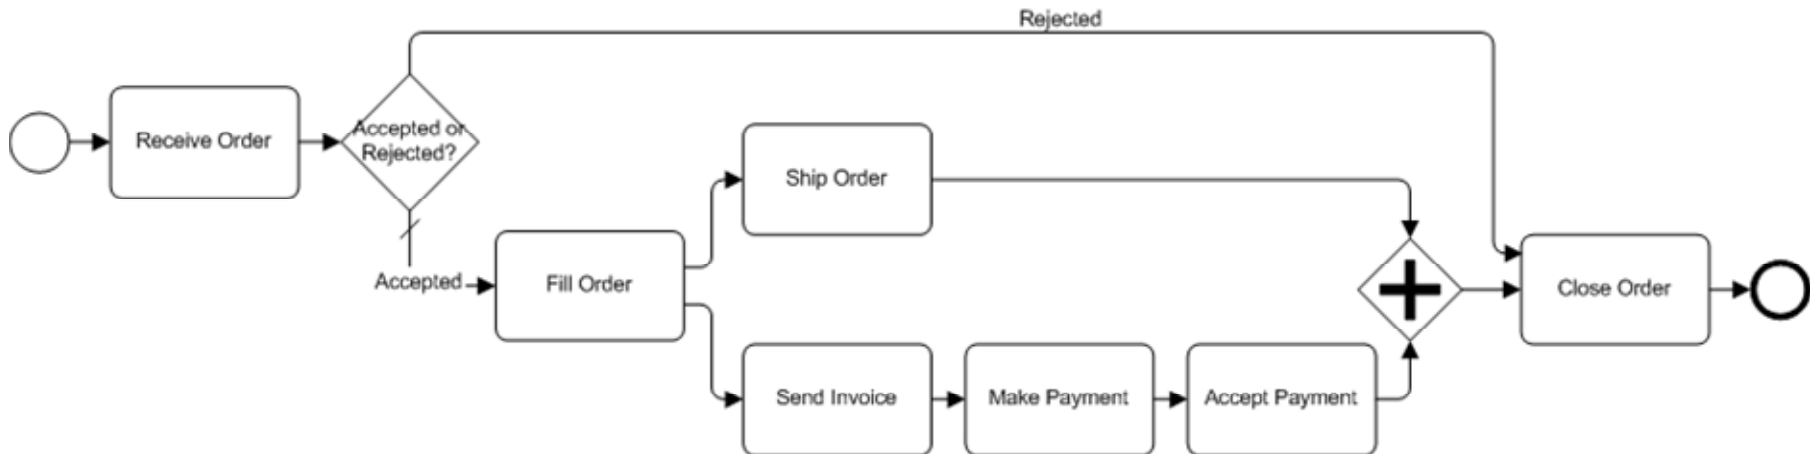 Rejected
Receive Order
Accepted or
Rejected?
Ship Order
Accepted
Fill Order
Close Order
Send Invoice
Make Payment
Accept Payment